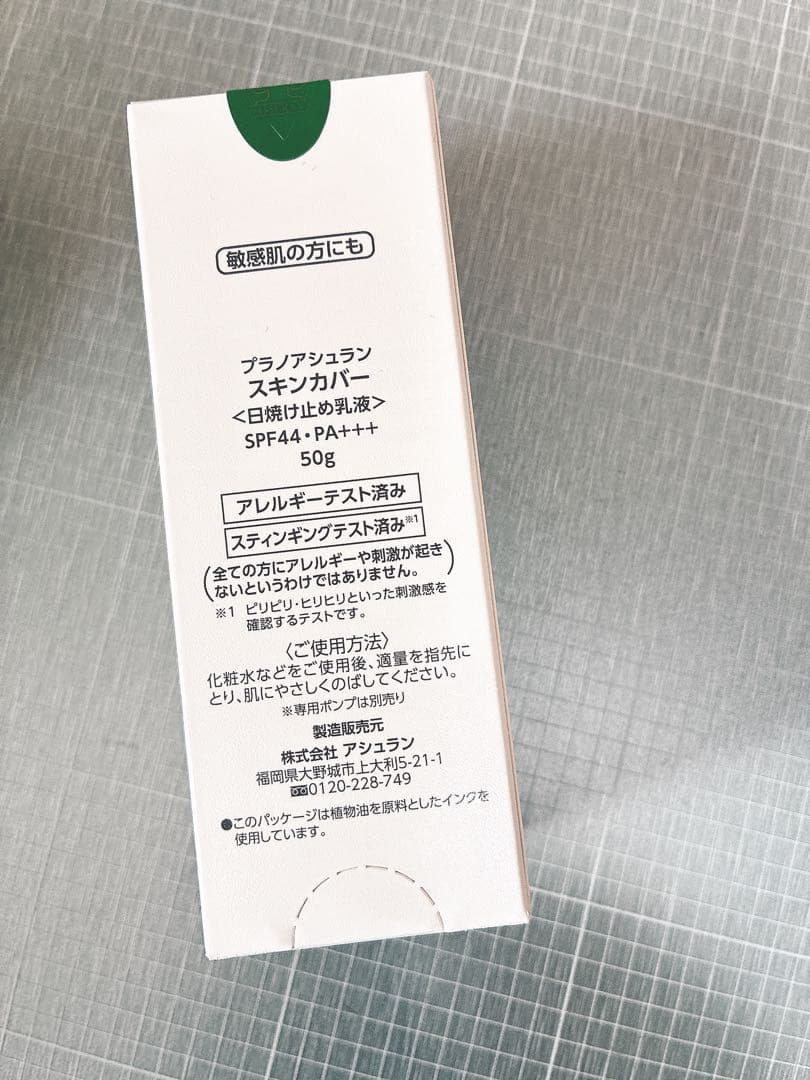 敏感肌の方にも
プラノアシュラン
スキンカバー
<日焼け止め乳液>
SPF44・PA+++
50g
アレルギーテスト済み
スティンギングテスト済み※1
(全ての方にアレルギーや刺激が起き
ないというわけではありません。)
※1 ピリピリ・ヒリヒリといった刺激感を
確認するテストです。
〈ご使用方法〉
化粧水などをご使用後、適量を指先に
とり、肌にやさしくのばしてください。
※専用ポンプは別売り
製造販売元
株式会社 アシュラン
福岡県大野城市上大利5-21-1
0120-228-749
●このパッケージは植物油を原料としたインクを
使用しています。